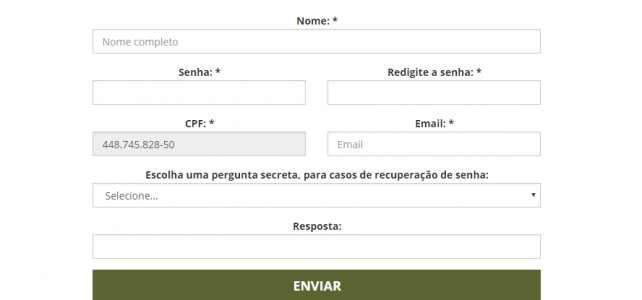 Nome: *
Nome completo
Senha: * Redigite a senha: *
CPF: * Email: *
448.745.828-50 Email
Escolha uma pergunta secreta, para casos de recuperação de senha:
Selecione...
Resposta:
ENVIAR